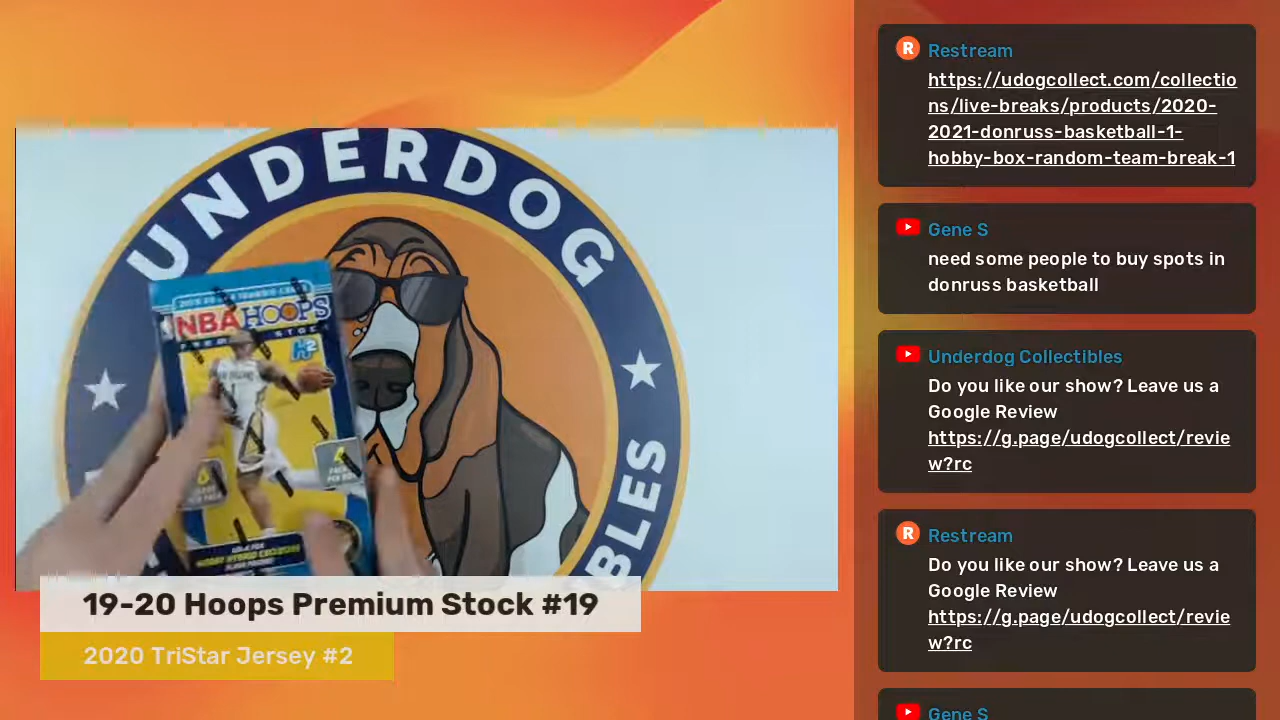 UNDERDOG
BLES
NBA HOOPS
H2
19-20 Hoops Premium Stock #19
2020 TriStar Jersey #2
R Restream
https://udogcollect.com/collectio
ns/live-breaks/products/2020-
2021-donruss-basketball-1-
hobby-box-random-team-break-1
Gene S
need some people to buy spots in
donruss basketball
Underdog Collectibles
Do you like our show? Leave us a
Google Review
https://g.page/udogcollect/revie
w?rc
R Restream
Do you like our show? Leave us a
Google Review
https://g.page/udogcollect/revie
w?rc
Gene S